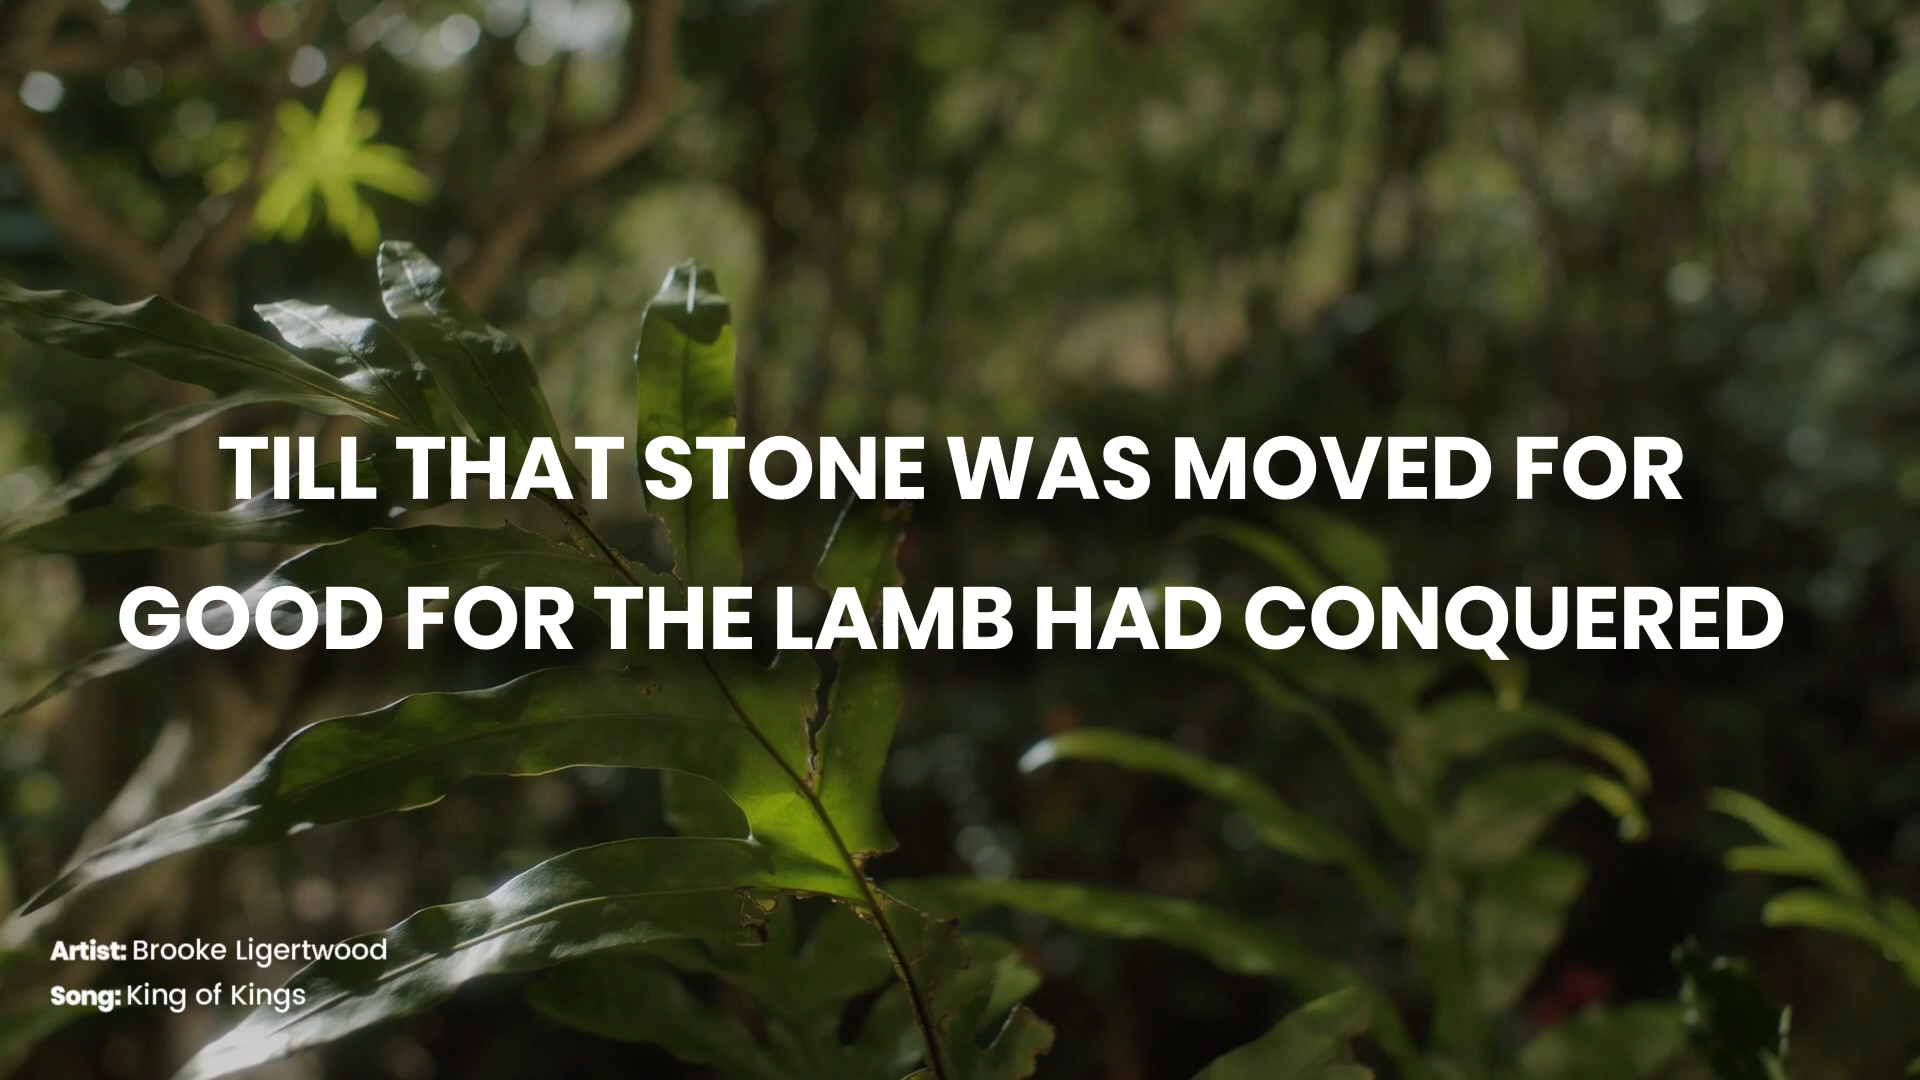 TILL THAT STONE WAS MOVED FOR
GOOD FOR THE LAMB HAD CONQUERED
Artist: Brooke Ligertwood
Song: King of Kings